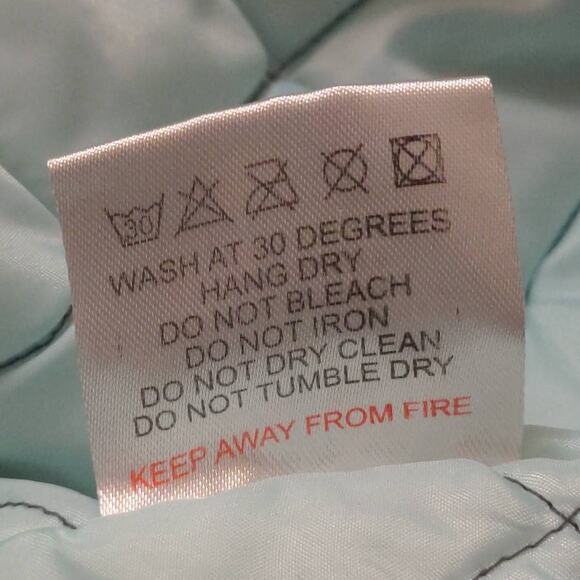 30
WASH AT 30 DEGREES
HANG DRY
DO NOT BLEACH
DO NOT IRON
DO NOT DRY CLEAN
DO NOT TUMBLE DRY
KEEP AWAY FROM FIRE